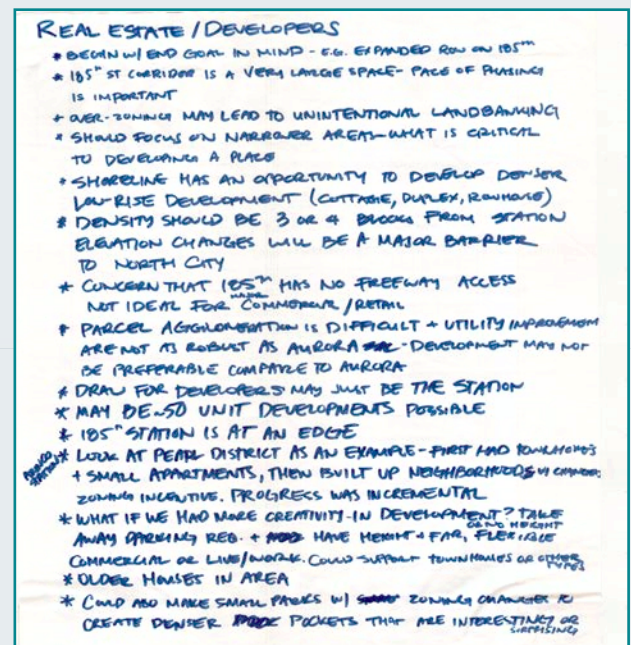 REAL ESTATE / DEVELOPERS
* BEGIN W/ END GOAL IN MIND - E.G. EXPANDED ROW ON 185TH
* 185TH ST CORRIDOR IS A VERY LARGE SPACE - PACE OF PHASING
IS IMPORTANT
* OVER-ZONING MAY LEAD TO UNINTENTIONAL LANDBANKING
* SHOULD FOCUS ON NARROWER AREAS - WHAT IS CRITICAL
TO DEVELOPING A PLACE
* SHORELINE HAS AN OPPORTUNITY TO DEVELOP DENSER
LOW-RISE DEVELOPMENT (COTTAGE, DUPLEX, ROWHOUSE)
* DENSITY SHOULD BE 3 OR 4 BLOCKS FROM STATION
ELEVATION CHANGES WILL BE A MAJOR BARRIER
TO NORTH CITY
* CONCERN THAT 185TH HAS NO FREEWAY ACCESS
NOT IDEAL FOR MAJOR COMMERCIAL / RETAIL
* PARCEL AGGLOMERATION IS DIFFICULT + UTILITY IMPROVEMENTS
ARE NOT AS ROBUST AS AURORA - DEVELOPMENT MAY NOT
BE PREFERABLE COMPARE TO AURORA
* DRAW FOR DEVELOPERS MAY JUST BE THE STATION
* MAY BE ~50 UNIT DEVELOPMENTS POSSIBLE
* 185TH STATION IS AT AN EDGE
* LOOK AT PEARL DISTRICT AS AN EXAMPLE - FIRST HAD TOWNHOMES
+ SMALL APARTMENTS, THEN BUILT UP NEIGHBORHOODS W/ CHANGES
ZONING INCENTIVE. PROGRESS WAS INCREMENTAL
* WHAT IF WE HAD MORE CREATIVITY IN DEVELOPMENT? TAKE
AWAY PARKING REQ. + HAVE HEIGHT OR NO HEIGHT + FAR, FLEXIBLE
COMMERCIAL OR LIVE/WORK. COULD SUPPORT TOWNHOMES OR OTHER TYPES
* OLDER HOUSES IN AREA
* COULD ALSO MAKE SMALL PARKS W/ ZONING CHANGES TO
CREATE DENSER POCKETS THAT ARE INTERESTING OR SURPRISING